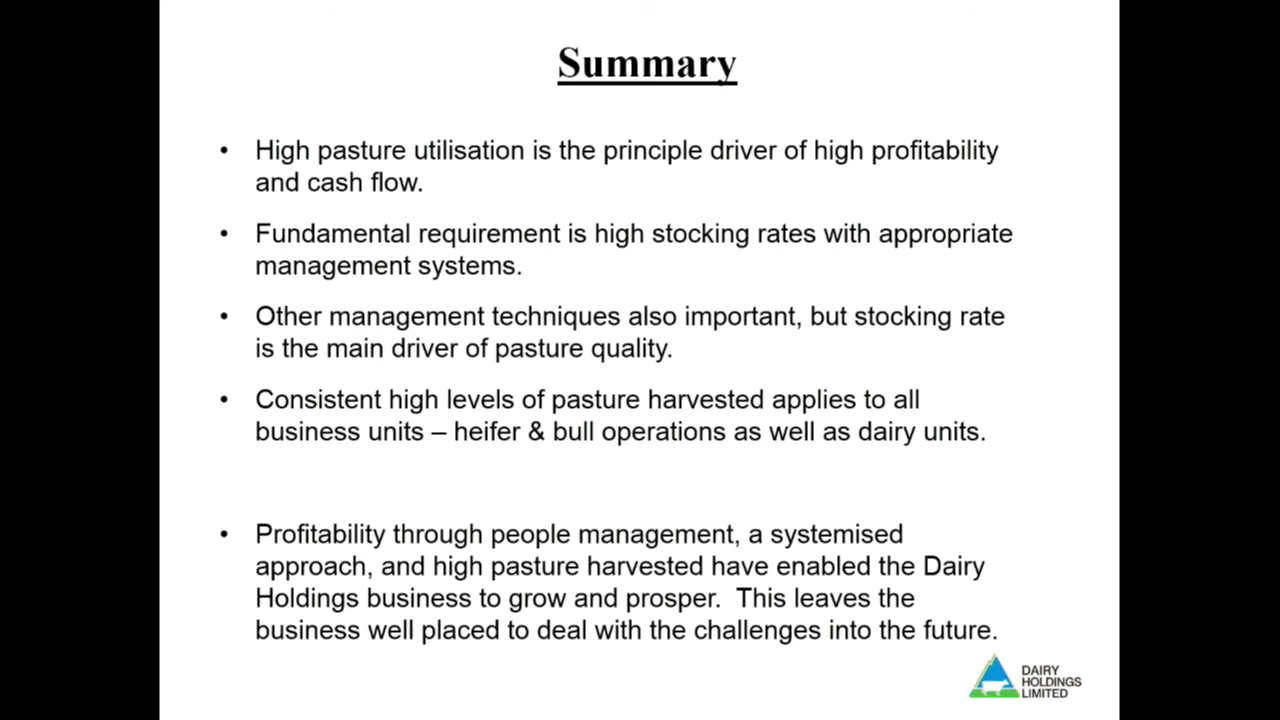 Summary
• High pasture utilisation is the principle driver of high profitability
and cash flow.
• Fundamental requirement is high stocking rates with appropriate
management systems.
• Other management techniques also important, but stocking rate
is the main driver of pasture quality.
• Consistent high levels of pasture harvested applies to all
business units – heifer & bull operations as well as dairy units.
• Profitability through people management, a systemised
approach, and high pasture harvested have enabled the Dairy
Holdings business to grow and prosper.  This leaves the
business well placed to deal with the challenges into the future.
DAIRY
HOLDINGS
LIMITED